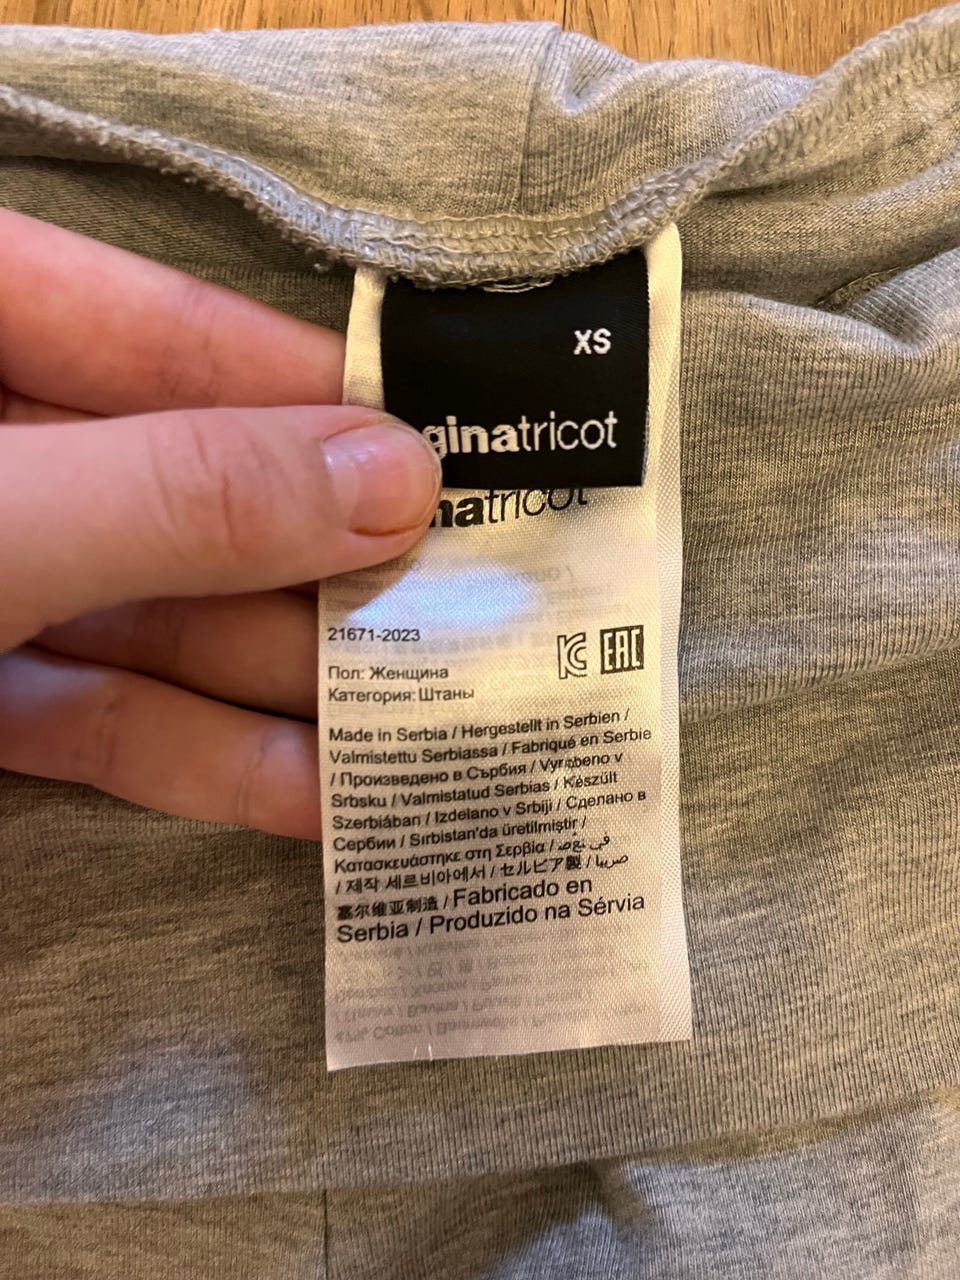 XS
ginatricot
natricot
21671-2023
EAC
Пол: Женщина
Категория: Штаны
Made in Serbia / Hergestellt in Serbien /
Valmistettu Serbiassa / Fabriqué en Serbie
/ Произведено в Сърбия / Vyrobeno v
Srbsku / Valmistatud Serbias / Készült
Szerbiában / Izdelano v Srbiji / Сделано в
Сербии / Sırbistan'da üretilmiştir /
Κατασκευάστηκε στη Σερβία / في
/ 제작 세르비아에서 / セルビア製 / صربيا
塞尔维亚制造 / Fabricado en
Serbia / Produzido na Sérvia